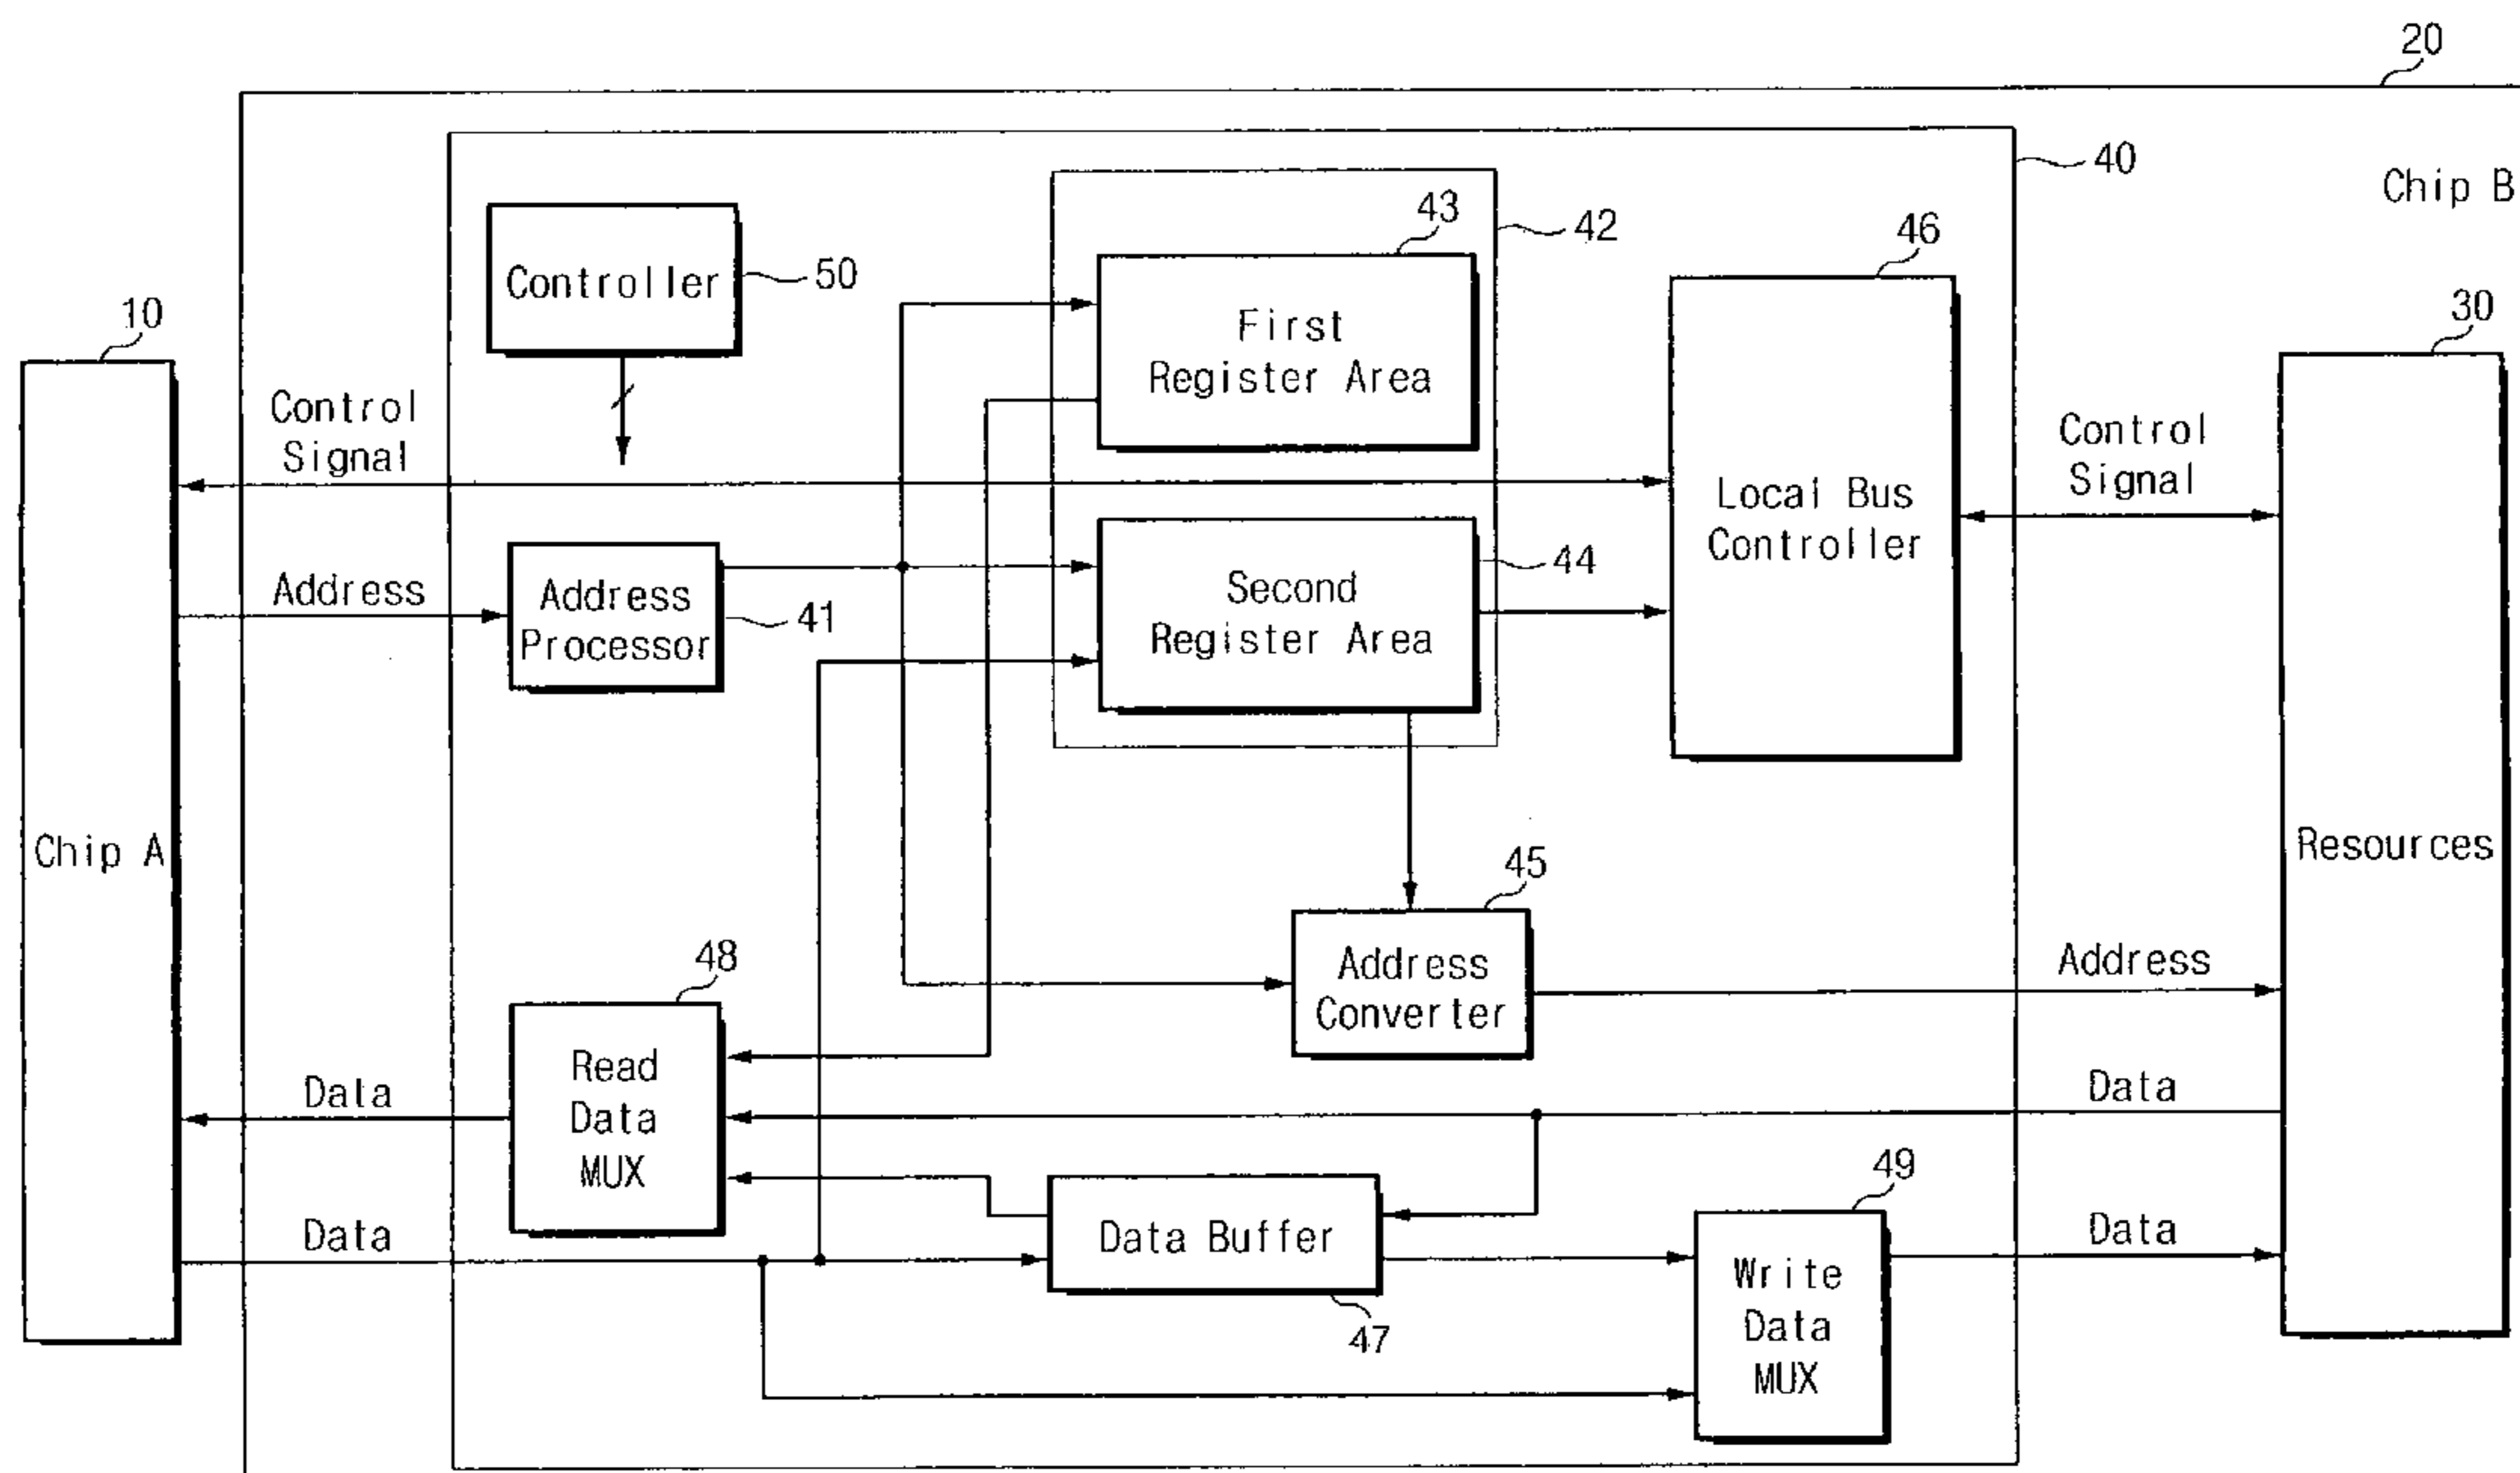 20
40
Chip B
43
42
46
Controller
50
First
Register Area
10
30
Control
Signal
Control
Signal
Local Bus
Controller
44
Address
Address
Processor
41
Second
Register Area
Chip A
Resources
45
48
Address
Converter
Address
Read
Data
MUX
Data
Data
49
Data
Data Buffer
Data
47
Write
Data
MUX